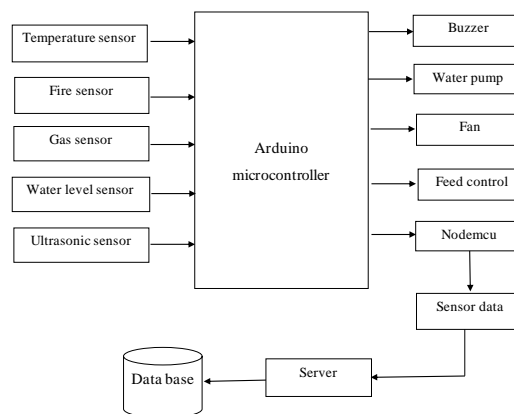 Temperature sensor
Fire sensor
Gas sensor
Water level sensor
Ultrasonic sensor
Arduino
microcontroller
Buzzer
Water pump
Fan
Feed control
Nodemcu
Sensor data
Server
Data base